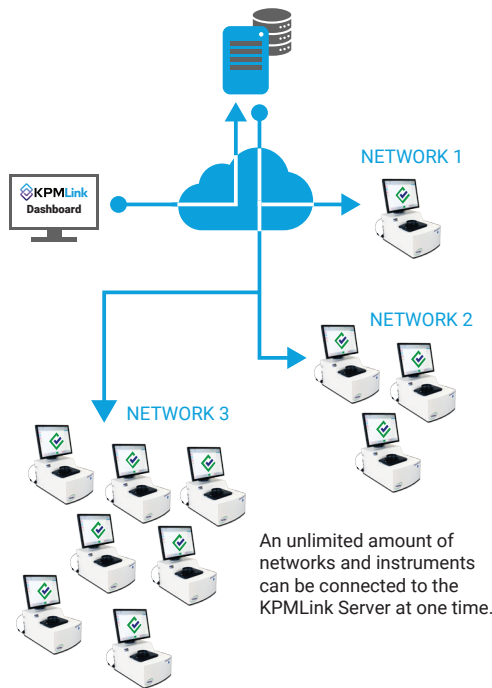 NETWORK 1
KPMLink
Dashboard
NETWORK 2
NETWORK 3
An unlimited amount of
networks and instruments
can be connected to the
KPMLink Server at one time.